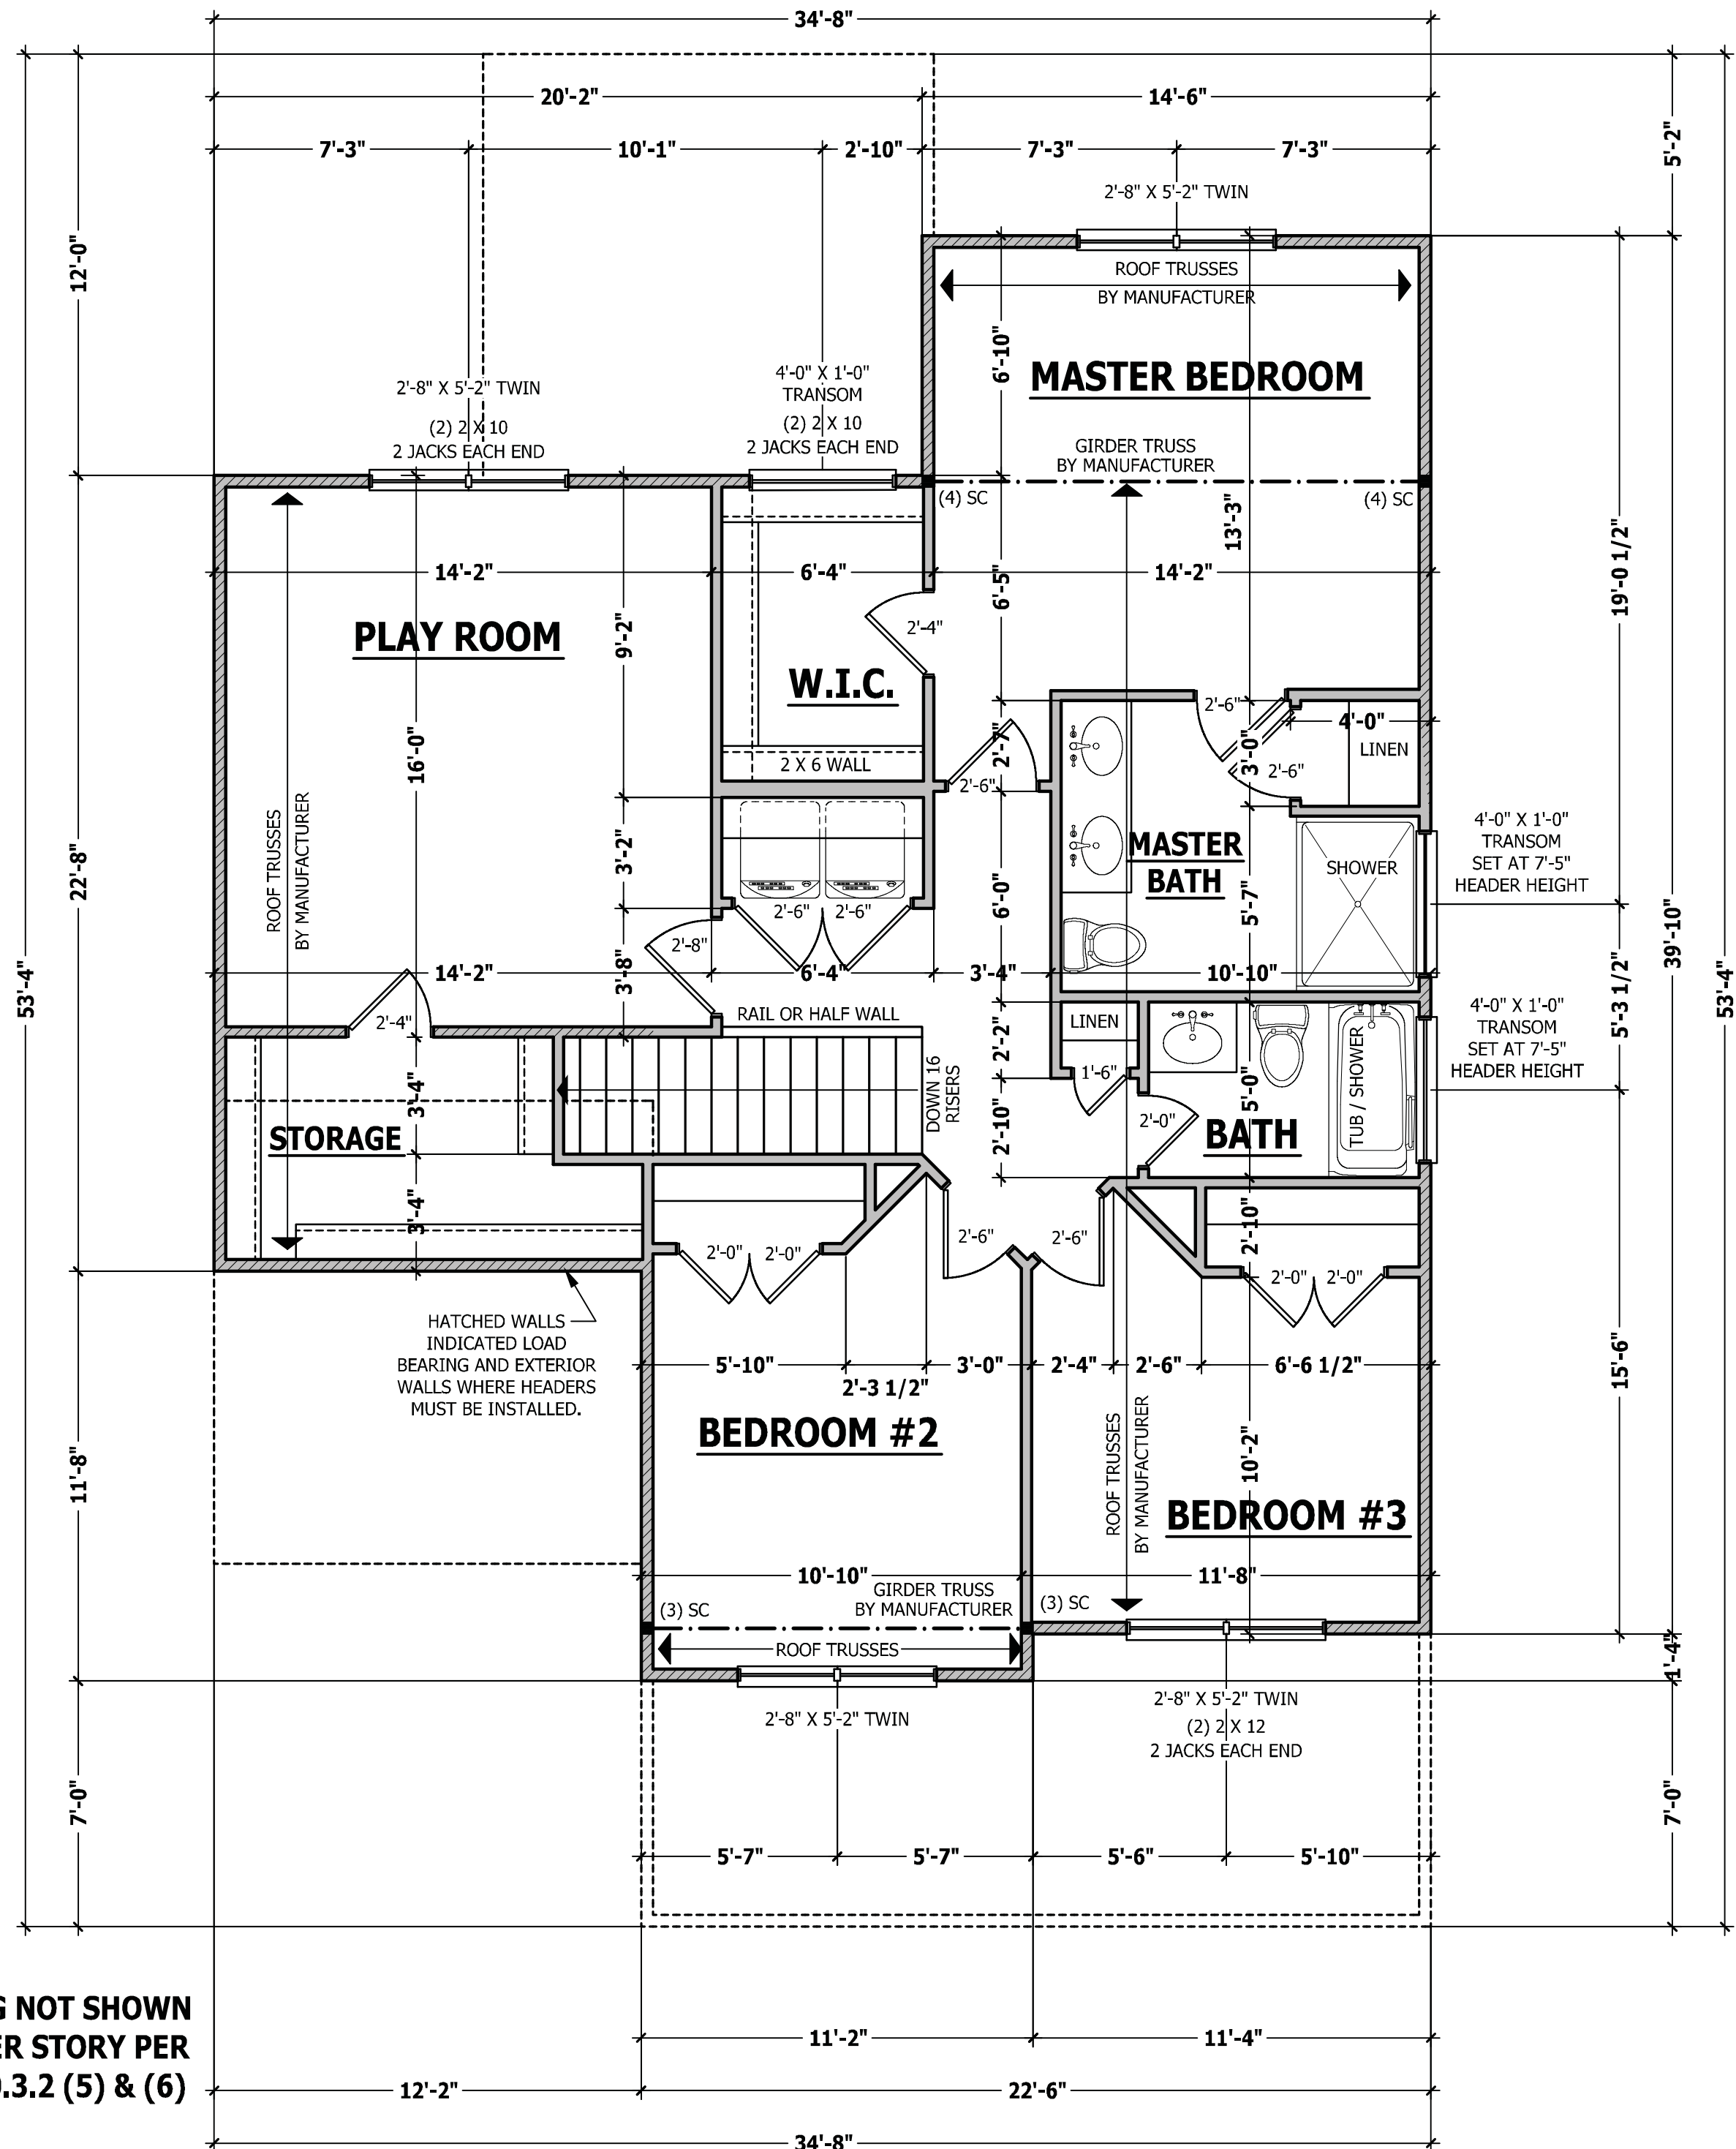 34'-8"
20'-2"
14'-6"
7'-3"
10'-1"
2'-10"
7'-3"
7'-3"
5'-2"
12'-0"
2'-8" X 5'-2" TWIN
ROOF TRUSSES
BY MANUFACTURER
6'-10"
MASTER BEDROOM
2'-8" X 5'-2" TWIN
(2) 2 X 10
2 JACKS EACH END
4'-0" X 1'-0"
TRANSOM
(2) 2 X 10
2 JACKS EACH END
GIRDER TRUSS
BY MANUFACTURER
(4) SC
(4) SC
13'-3"
19'-0 1/2"
14'-2"
6'-4"
14'-2"
6'-5"
PLAY ROOM
9'-2"
2'-4"
W.I.C.
16'-0"
2'-6"
4'-0"
LINEN
2'-7"
3'-0"
2 X 6 WALL
2'-6"
2'-6"
ROOF TRUSSES
BY MANUFACTURER
22'-8"
3'-2"
MASTER
BATH
SHOWER
4'-0" X 1'-0"
TRANSOM
SET AT 7'-5"
HEADER HEIGHT
6'-0"
5'-7"
2'-6"
2'-6"
39'-10"
2'-8"
53'-4"
14'-2"
3'-8"
6'-4"
3'-4"
10'-10"
53'-4"
5'-3 1/2"
2'-4"
RAIL OR HALF WALL
LINEN
2'-2"
4'-0" X 1'-0"
TRANSOM
SET AT 7'-5"
HEADER HEIGHT
3'-4"
DOWN 16
RISERS
1'-6"
5'-0"
TUB / SHOWER
STORAGE
2'-10"
2'-0"
BATH
3'-4"
2'-10"
2'-0"
2'-0"
2'-6"
2'-6"
2'-0"
2'-0"
HATCHED WALLS
INDICATED LOAD
BEARING AND EXTERIOR
WALLS WHERE HEADERS
MUST BE INSTALLED.
5'-10"
2'-3 1/2"
3'-0"
2'-4"
2'-6"
6'-6 1/2"
15'-6"
BEDROOM #2
11'-8"
ROOF TRUSSES
BY MANUFACTURER
10'-2"
BEDROOM #3
10'-10"
11'-8"
GIRDER TRUSS
BY MANUFACTURER
(3) SC
(3) SC
ROOF TRUSSES
1'-4"
2'-8" X 5'-2" TWIN
2'-8" X 5'-2" TWIN
(2) 2 X 12
2 JACKS EACH END
7'-0"
7'-0"
5'-7"
5'-7"
5'-6"
5'-10"
NOT SHOWN
ER STORY PER
.3.2 (5) & (6)
11'-2"
11'-4"
12'-2"
22'-6"
34'-8"